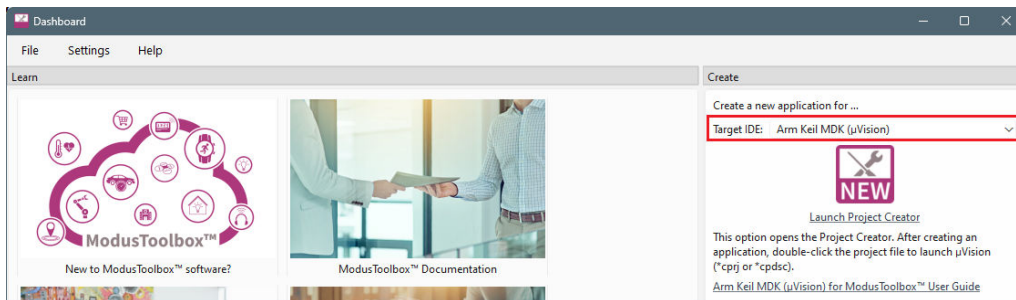 Dashboard
File Settings Help
Learn
ModusToolbox™
New to ModusToolbox™ software?
ModusToolbox™ Documentation
Create
Create a new application for ...
Target IDE: Arm Keil MDK (µVision)
NEW
Launch Project Creator
This option opens the Project Creator. After creating an
application, double-click the project file to launch µVision
(*cprj or *cpdsc).
Arm Keil MDK (µVision) for ModusToolbox™ User Guide